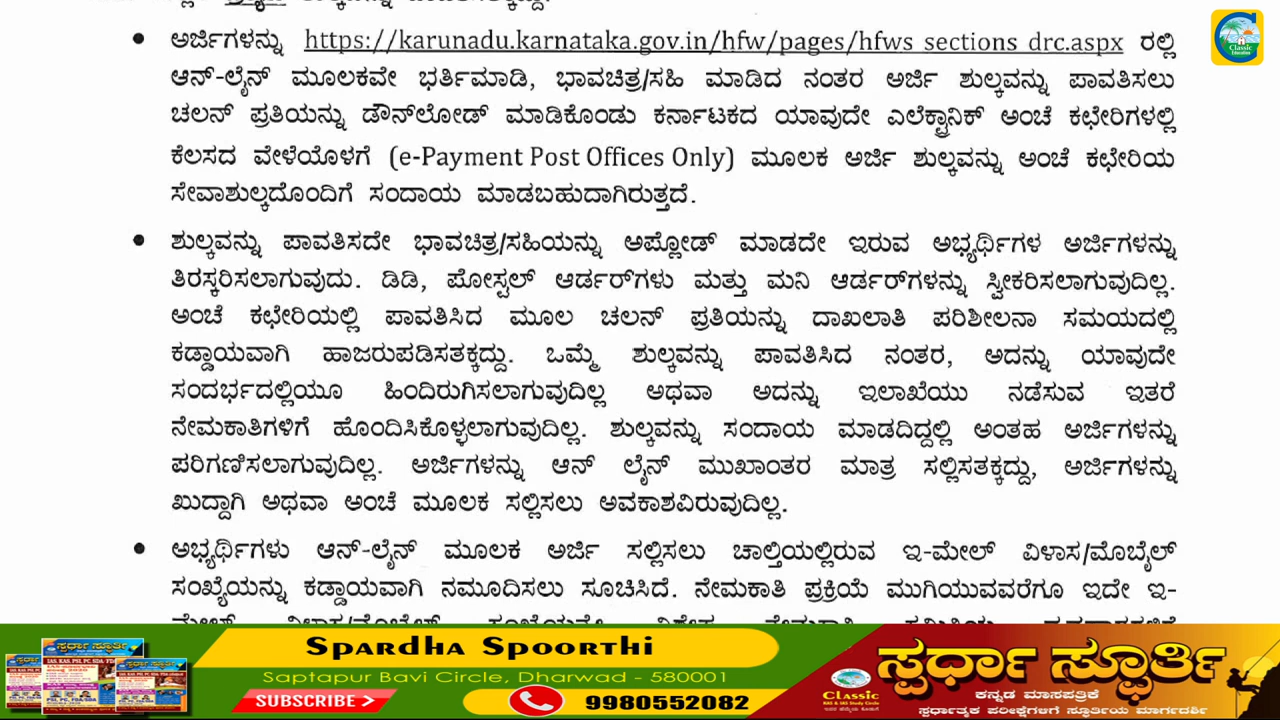 • ಅರ್ಜಿಗಳನ್ನು https://karunadu.karnataka.gov.in/hfw/pages/hfws sections drc.aspx ರಲ್ಲಿ
ಆನ್-ಲೈನ್ ಮೂಲಕವೇ ಭರ್ತಿಮಾಡಿ, ಭಾವಚಿತ್ರ/ಸಹಿ ಮಾಡಿದ ನಂತರ ಅರ್ಜಿ ಶುಲ್ಕವನ್ನು ಪಾವತಿಸಲು
ಚಲನ್ ಪ್ರತಿಯನ್ನು ಡೌನ್‌ಲೋಡ್ ಮಾಡಿಕೊಂಡು ಕರ್ನಾಟಕದ ಯಾವುದೇ ಎಲೆಕ್ಟ್ರಾನಿಕ್ ಅಂಚೆ ಕಛೇರಿಗಳಲ್ಲಿ
ಕೆಲಸದ ವೇಳೆಯೊಳಗೆ (e-Payment Post Offices Only) ಮೂಲಕ ಅರ್ಜಿ ಶುಲ್ಕವನ್ನು ಅಂಚೆ ಕಛೇರಿಯ
ಸೇವಾಶುಲ್ಕದೊಂದಿಗೆ ಸಂದಾಯ ಮಾಡಬಹುದಾಗಿರುತ್ತದೆ.
• ಶುಲ್ಕವನ್ನು ಪಾವತಿಸದೇ ಭಾವಚಿತ್ರ/ಸಹಿಯನ್ನು ಅಪ್ಲೋಡ್ ಮಾಡದೇ ಇರುವ ಅಭ್ಯರ್ಥಿಗಳ ಅರ್ಜಿಗಳನ್ನು
ತಿರಸ್ಕರಿಸಲಾಗುವುದು. ಡಿಡಿ, ಪೋಸ್ಟಲ್ ಆರ್ಡರ್‌ಗಳು ಮತ್ತು ಮನಿ ಆರ್ಡರ್‌ಗಳನ್ನು ಸ್ವೀಕರಿಸಲಾಗುವುದಿಲ್ಲ.
ಅಂಚೆ ಕಛೇರಿಯಲ್ಲಿ ಪಾವತಿಸಿದ ಮೂಲ ಚಲನ್ ಪ್ರತಿಯನ್ನು ದಾಖಲಾತಿ ಪರಿಶೀಲನಾ ಸಮಯದಲ್ಲಿ
ಕಡ್ಡಾಯವಾಗಿ ಹಾಜರುಪಡಿಸತಕ್ಕದ್ದು. ಒಮ್ಮೆ ಶುಲ್ಕವನ್ನು ಪಾವತಿಸಿದ ನಂತರ, ಅದನ್ನು ಯಾವುದೇ
ಸಂದರ್ಭದಲ್ಲಿಯೂ ಹಿಂದಿರುಗಿಸಲಾಗುವುದಿಲ್ಲ ಅಥವಾ ಅದನ್ನು ಇಲಾಖೆಯು ನಡೆಸುವ ಇತರೆ
ನೇಮಕಾತಿಗಳಿಗೆ ಹೊಂದಿಸಿಕೊಳ್ಳಲಾಗುವುದಿಲ್ಲ. ಶುಲ್ಕವನ್ನು ಸಂದಾಯ ಮಾಡದಿದ್ದಲ್ಲಿ ಅಂತಹ ಅರ್ಜಿಗಳನ್ನು
ಪರಿಗಣಿಸಲಾಗುವುದಿಲ್ಲ. ಅರ್ಜಿಗಳನ್ನು ಆನ್ ಲೈನ್ ಮುಖಾಂತರ ಮಾತ್ರ ಸಲ್ಲಿಸತಕ್ಕದ್ದು, ಅರ್ಜಿಗಳನ್ನು
ಖುದ್ದಾಗಿ ಅಥವಾ ಅಂಚೆ ಮೂಲಕ ಸಲ್ಲಿಸಲು ಅವಕಾಶವಿರುವುದಿಲ್ಲ.
• ಅಭ್ಯರ್ಥಿಗಳು ಆನ್-ಲೈನ್ ಮೂಲಕ ಅರ್ಜಿ ಸಲ್ಲಿಸಲು ಚಾಲ್ತಿಯಲ್ಲಿರುವ ಇ-ಮೇಲ್ ವಿಳಾಸ/ಮೊಬೈಲ್
ಸಂಖ್ಯೆಯನ್ನು ಕಡ್ಡಾಯವಾಗಿ ನಮೂದಿಸಲು ಸೂಚಿಸಿದೆ. ನೇಮಕಾತಿ ಪ್ರಕ್ರಿಯೆ ಮುಗಿಯುವವರೆಗೂ ಇದೇ ಇ-
Classic
Education
Spardha Spoorthi
Saptapur Bavi Circle, Dharwad - 580001
SUBSCRIBE
9980552082
Classic
KAS & IAS Study Circle
ಸ್ಪರ್ಧಾ ಸ್ಫೂರ್ತಿ
ಕನ್ನಡ ಮಾಸಪತ್ರಿಕೆ
ಸ್ಪರ್ಧಾತ್ಮಕ ಪರೀಕ್ಷೆಗಳಿಗೆ ಸ್ಫೂರ್ತಿಯ ಮಾರ್ಗದರ್ಶಿ